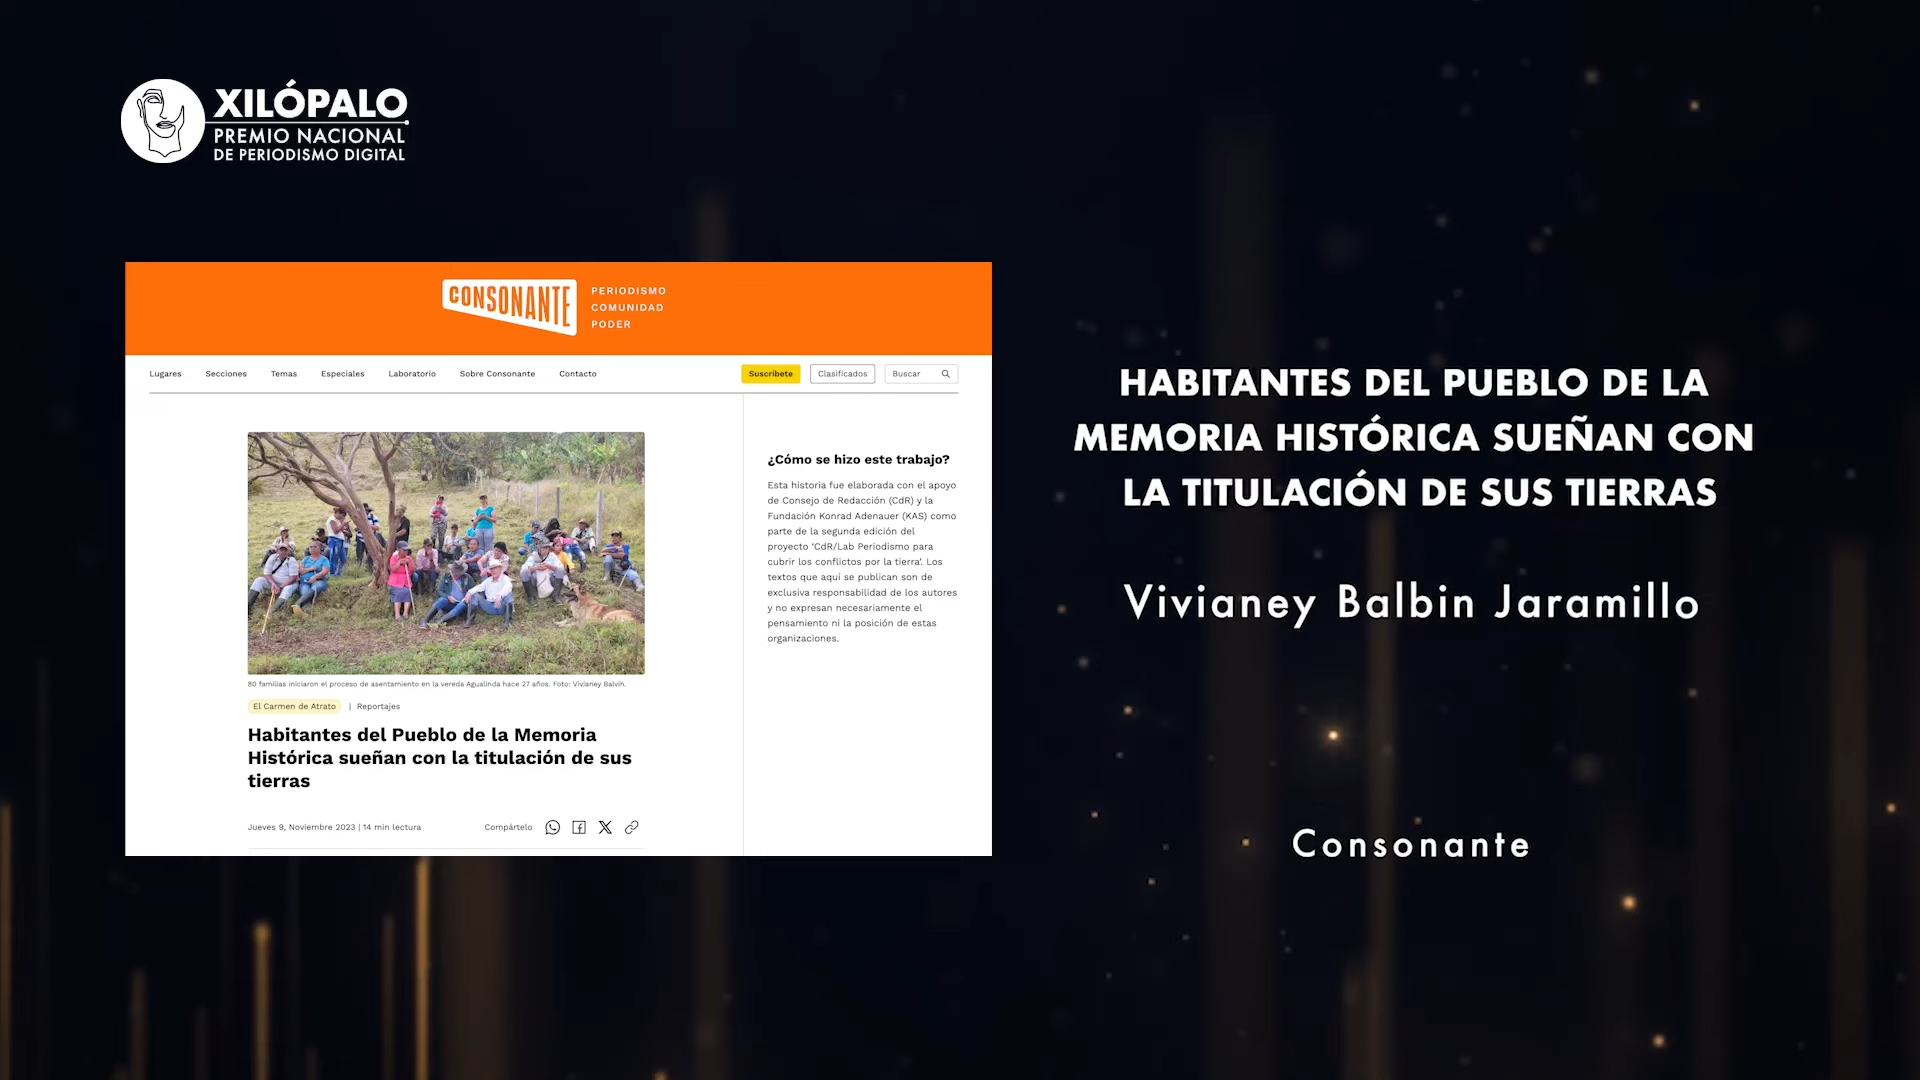 XILÓPALO
PREMIO NACIONAL
DE PERIODISMO DIGITAL
CONSONANTE
PERIODISMO
COMUNIDAD
PODER
Lugares Secciones Temas Especiales Laboratorio Sobre Consonante Contacto Suscríbete Clasificados Buscar
80 familias iniciaron el proceso de asentamiento en la vereda Agualinda hace 27 años. Foto: Vivianey Balvín.
El Carmen de Atrato | Reportajes
Habitantes del Pueblo de la Memoria
Histórica sueñan con la titulación de sus
tierras
Jueves 9, Noviembre 2023 | 14 min lectura Compártelo
¿Cómo se hizo este trabajo?
Esta historia fue elaborada con el apoyo
de Consejo de Redacción (CdR) y la
Fundación Konrad Adenauer (KAS) como
parte de la segunda edición del
proyecto ‘CdR/Lab Periodismo para
cubrir los conflictos por la tierra’. Los
textos que aquí se publican son de
exclusiva responsabilidad de los autores
y no expresan necesariamente el
pensamiento ni la posición de estas
organizaciones.
HABITANTES DEL PUEBLO DE LA
MEMORIA HISTÓRICA SUEÑAN CON
LA TITULACIÓN DE SUS TIERRAS
Vivianey Balbin Jaramillo
Consonante